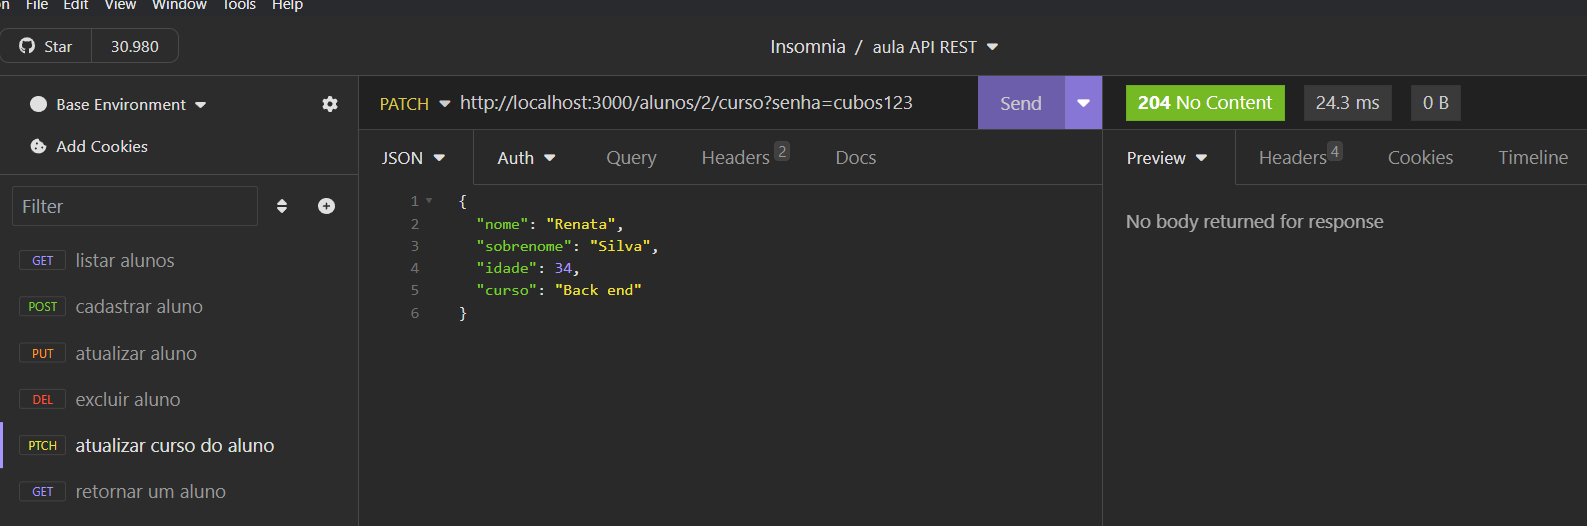 File Edit View Window Tools Help
Star 30.980
Insomnia / aula API REST
Base Environment
Add Cookies
Filter
GET listar alunos
POST cadastrar aluno
PUT atualizar aluno
DEL excluir aluno
PTCH atualizar curso do aluno
GET retornar um aluno
PATCH http://localhost:3000/alunos/2/curso?senha=cubos123 Send
JSON Auth Query Headers 2 Docs
1 {
2 "nome": "Renata",
3 "sobrenome": "Silva",
4 "idade": 34,
5 "curso": "Back end"
6 }
204 No Content 24.3 ms 0 B
Preview Headers 4 Cookies Timeline
No body returned for response